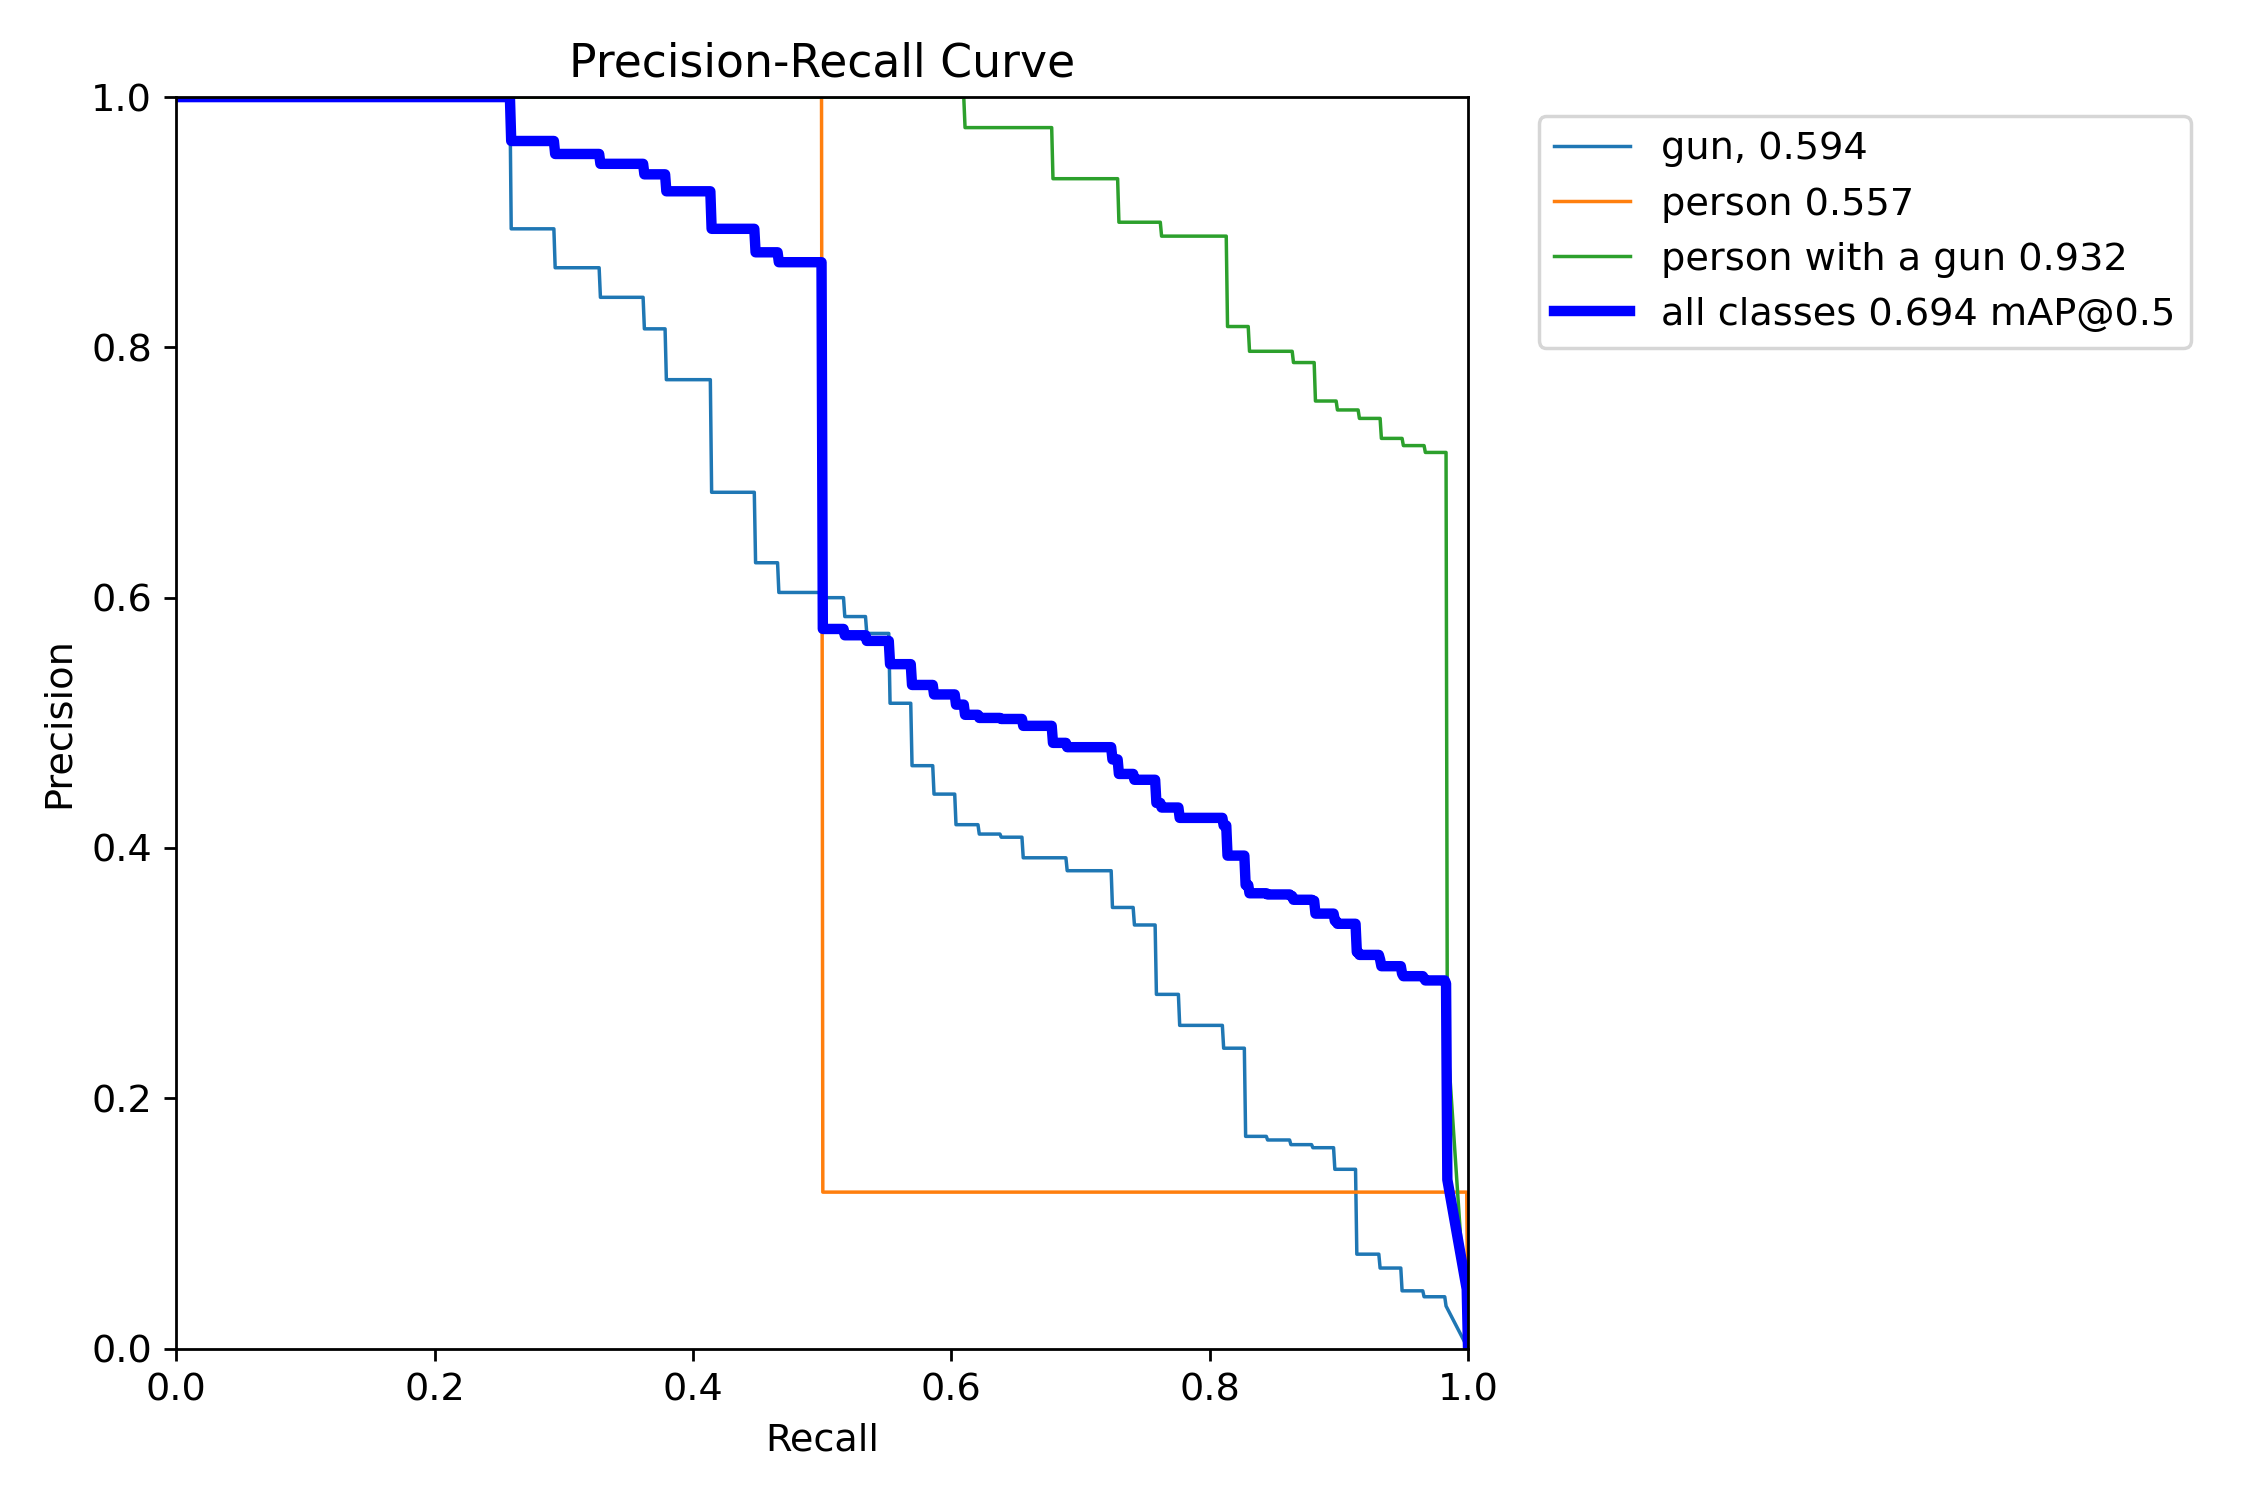 Precision-Recall Curve
1.0
0.8
0.6
0.4
0.2
0.0
Precision
0.0 0.2 0.4 0.6 0.8 1.0
Recall
gun, 0.594
person 0.557
person with a gun 0.932
all classes 0.694 mAP@0.5